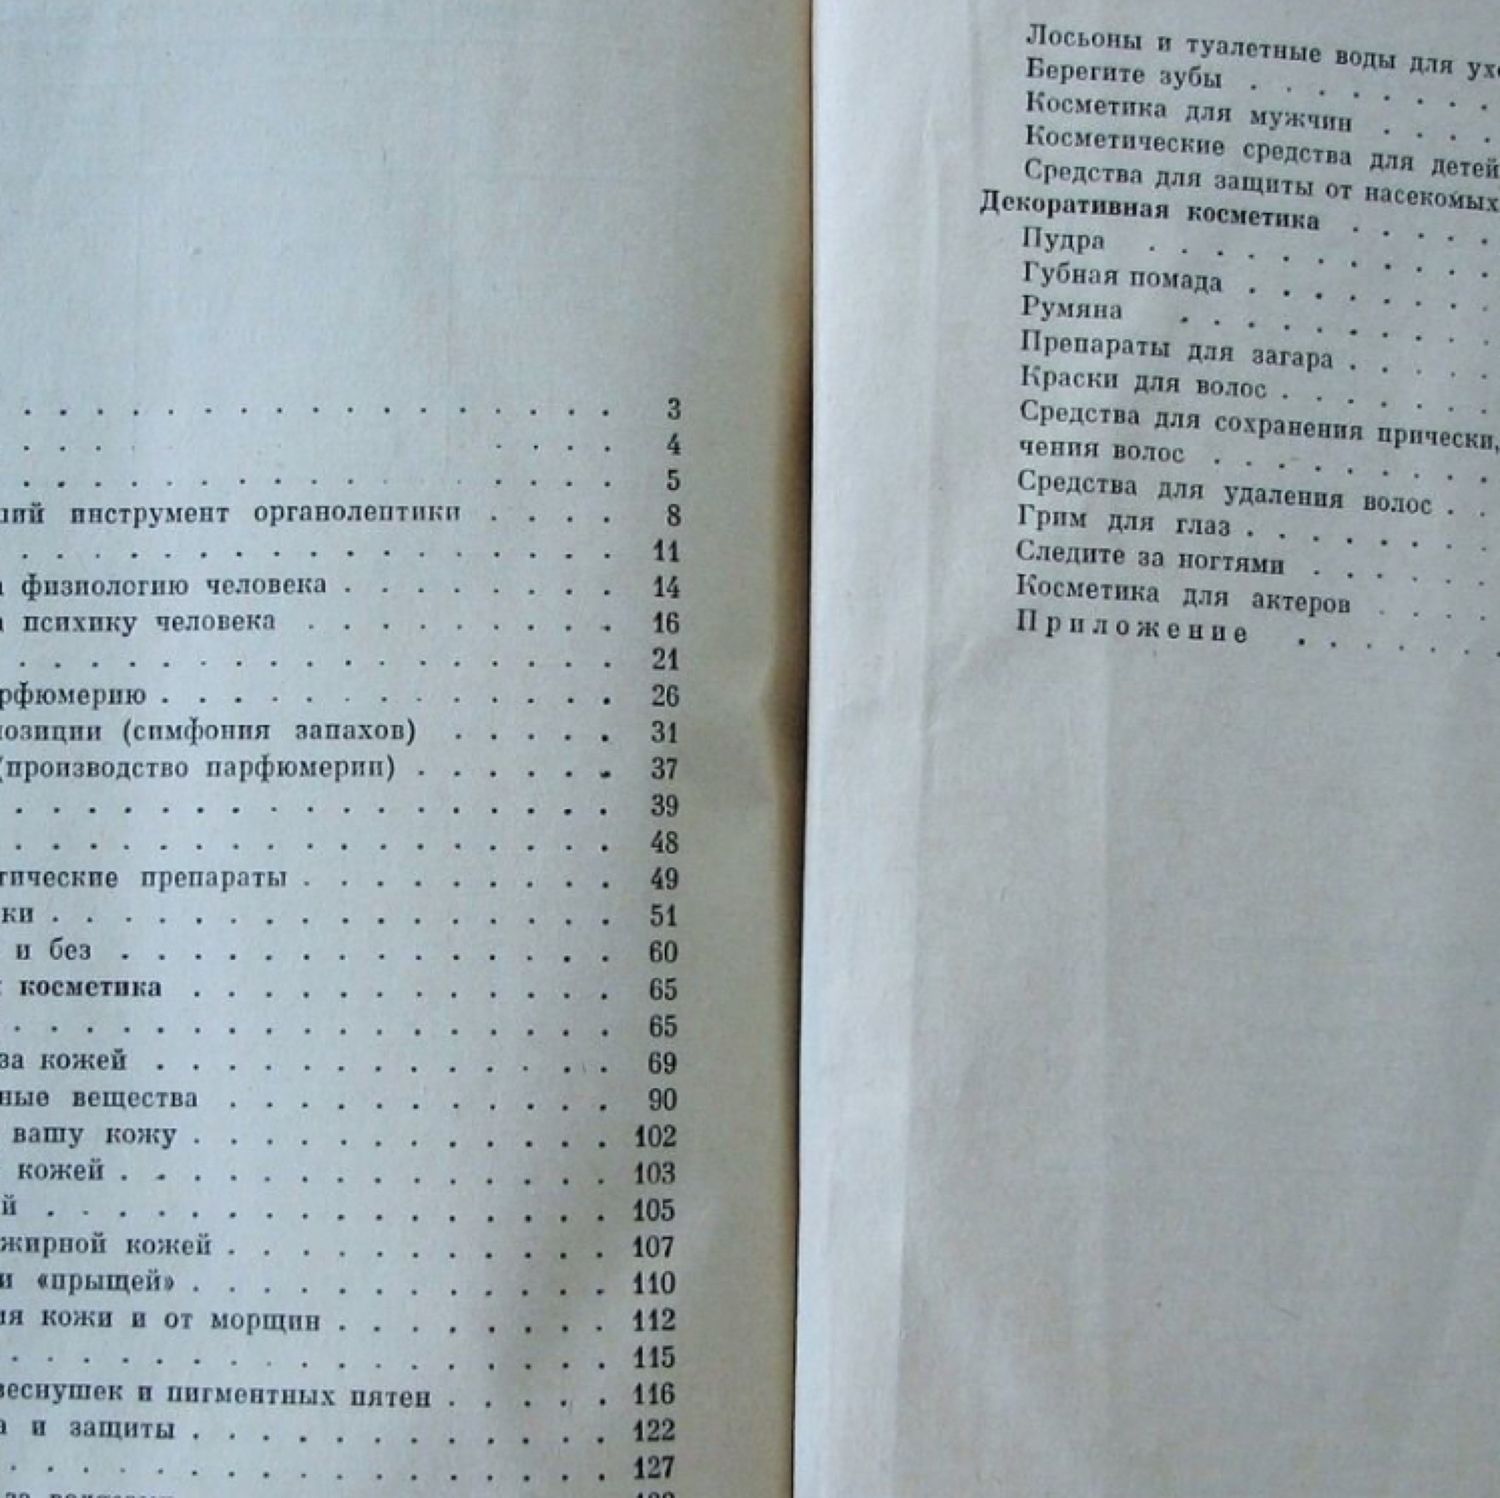 . . . . . . . . . . . . . . . . . 3
. . . . . . . . 4
. . . . . . . . . . . . . . . . . 5
инструмент органолептики . . . . 8
. . . . . . . . . . . . . . . . . 11
физиологию человека . . . . . . . . 14
психику человека . . . . . . . . . 16
. . . . . . . . . . . . . . . . . 21
рфюмерию . . . . . . . . . . . . . 26
позиции (симфония запахов) . . . . . 31
(производство парфюмерии) . . . . . . 37
. . . . . . . . . . . . . . . . . 39
. . . . . . . . . . . . . . . . . 48
тические препараты . . . . . . . . . 49
ки . . . . . . . . . . . . . . . . 51
и без . . . . . . . . . . . . . . 60
косметика . . . . . . . . . . . . 65
. . . . . . . . . . . . . . . . . 65
за кожей . . . . . . . . . . . . . 69
ные вещества . . . . . . . . . . . 90
вашу кожу . . . . . . . . . . . . 102
кожей . . . . . . . . . . . . . . 103
й . . . . . . . . . . . . . . . . 105
жирной кожей . . . . . . . . . . . 107
и «прыщей» . . . . . . . . . . . . 110
ия кожи и от морщин . . . . . . . . 112
. . . . . . . . . . . . . . . . . 115
веснушек и пигментных пятен . . . . . 116
и защиты . . . . . . . . . . . . 122
. . . . . . . . . . . . . . . . . 127
Лосьоны и туалетные воды для ухо
Берегите зубы . . . . . . . .
Косметика для мужчин . . . .
Косметические средства для детей
Средства для защиты от насекомых
Декоративная косметика . . . . .
Пудра . . . . . . . . . .
Губная помада . . . . . . . .
Румяна . . . . . . . . .
Препараты для загара . . . . .
Краски для волос . . . . . . .
Средства для сохранения прически,
чения волос . . . . . . . . .
Средства для удаления волос . .
Грим для глаз . . . . . . . .
Следите за ногтями . . . . . .
Косметика для актеров . . . .
Приложение . . . . . . .